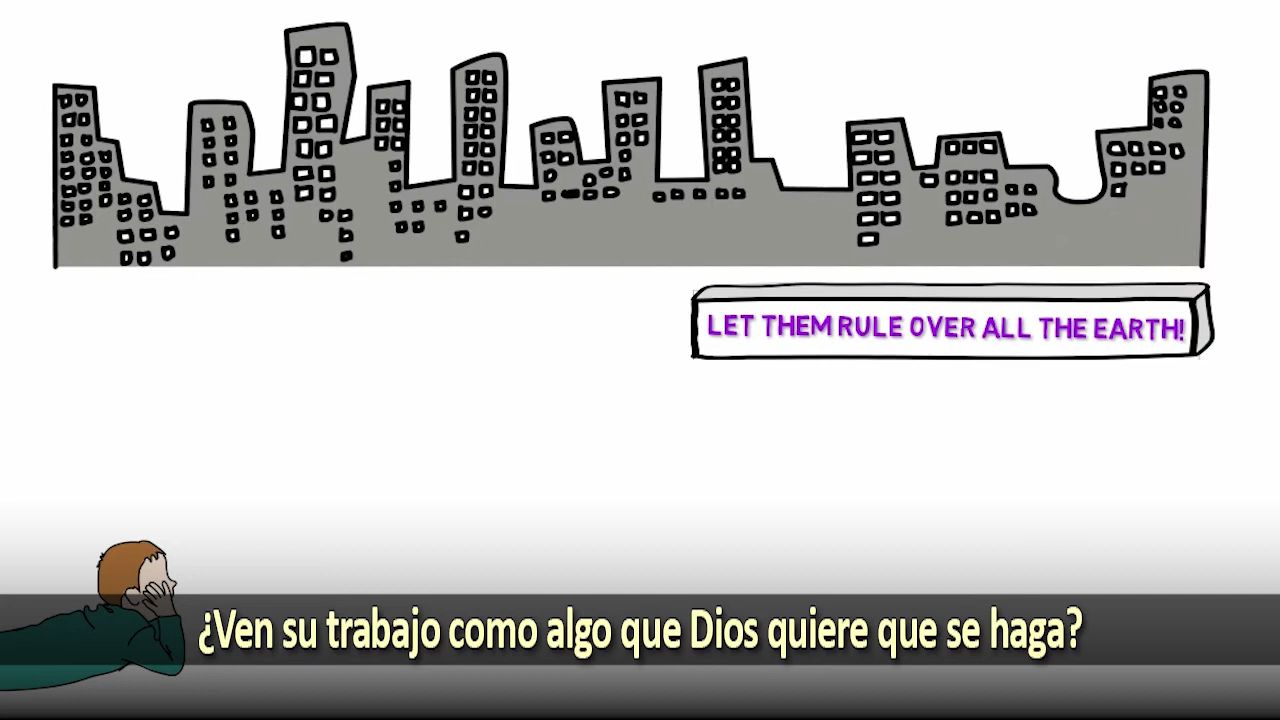 LET THEM RULE OVER ALL THE EARTH!
¿Ven su trabajo como algo que Dios quiere que se haga?